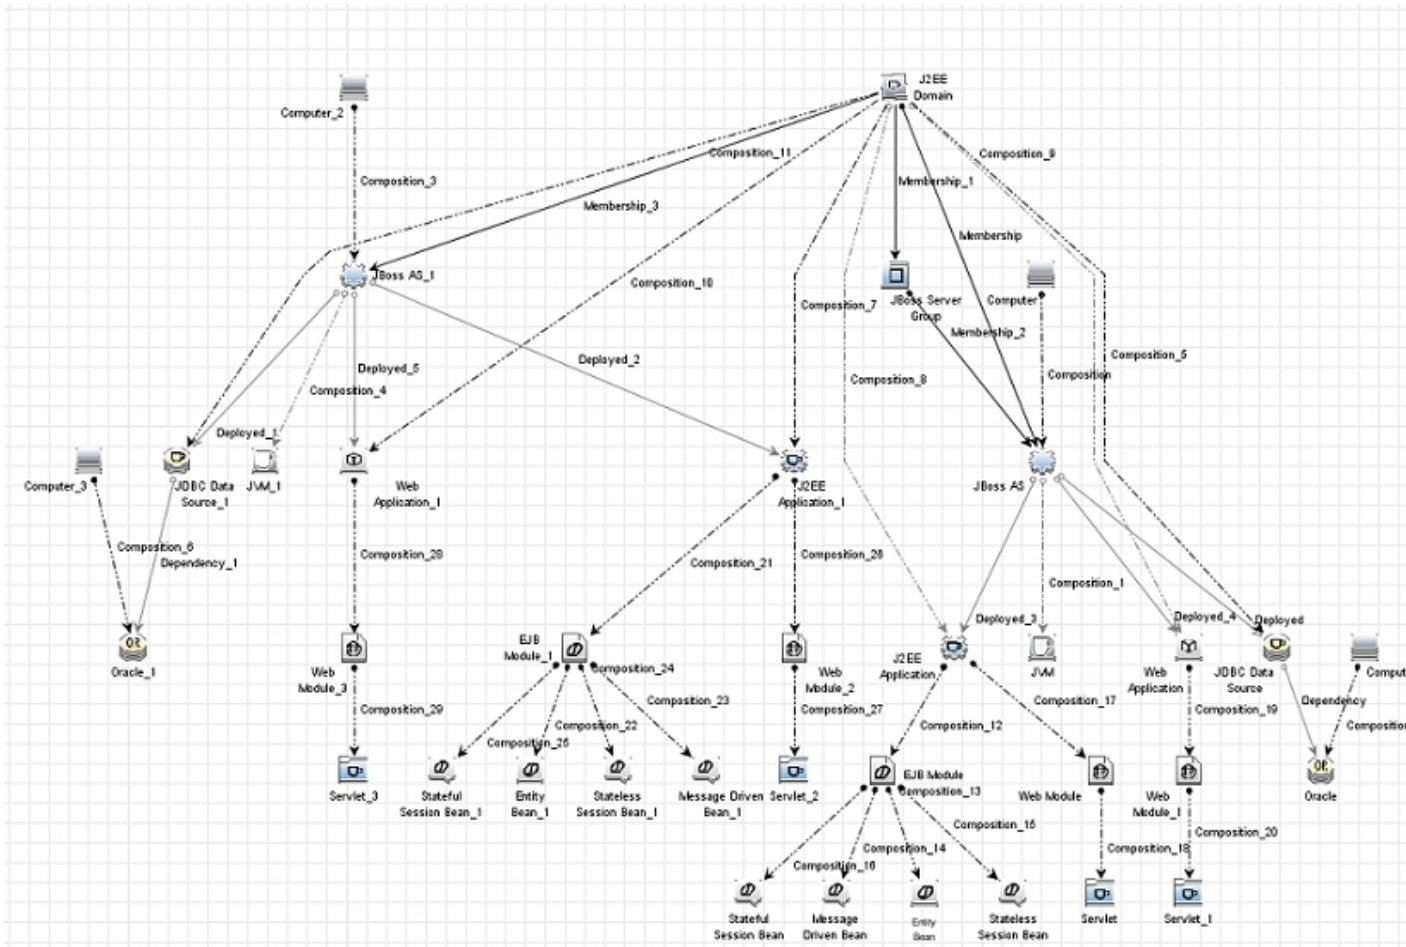 J2EE
Domain
Computer_2
Composition_11
Composition_9
Composition_3
Membership_1
Membership_3
Membership
JBoss AS_1
Composition_10
Composition_7
JBoss Server
Group
Computer
Membership_2
Deployed_2
Composition_5
Deployed_5
Composition_4
Composition_8
Composition
Deployed_1
Computer_3
JDBC Data
Source_1
JVM_1
Web
Application_1
J2EE
Application_1
JBoss AS
Composition_6
Dependency_1
Composition_28
Composition_21
Composition_26
Composition_1
Deployed_3
Deployed_4
Deployed
Oracle_1
Web
Module_3
EJB
Module_1
Composition_24
Web
Module_2
J2EE
Application
JVM
Web
Application
JDBC Data
Source
Comput
Composition_29
Composition_22
Composition_23
Composition_25
Composition_27
Composition_12
Composition_17
Composition_19
Dependency
Composition
Servlet_3
Stateful
Session Bean_1
Entity
Bean_1
Stateless
Session Bean_1
Message Driven
Bean_1
Servlet_2
EJB Module
Composition_13
Web Module
Web
Module_1
Oracle
Composition_15
Composition_14
Composition_16
Composition_18
Composition_20
Stateful
Session Bean
Message
Driven Bean
Entity
Bean
Stateless
Session Bean
Servlet
Servlet_1